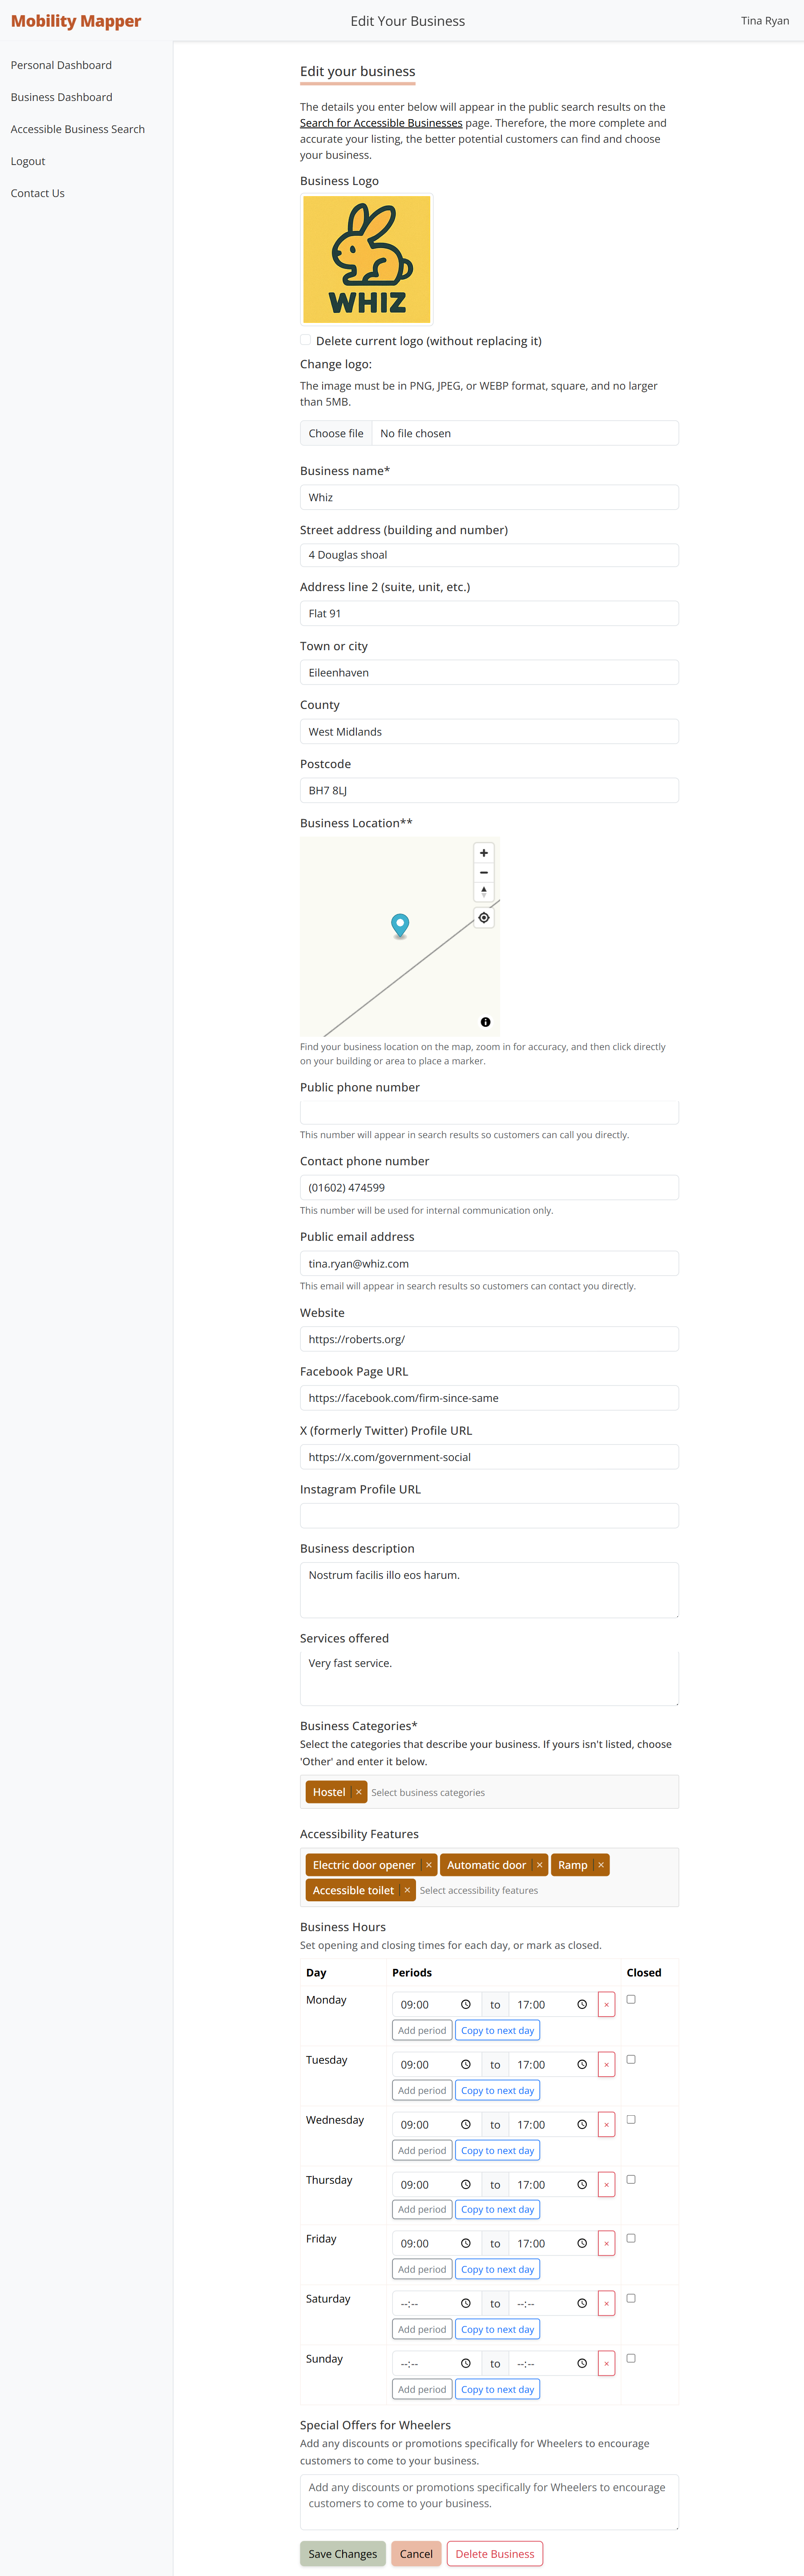 Mobility Mapper
Edit Your Business
Tina Ryan
Personal Dashboard
Business Dashboard
Accessible Business Search
Logout
Contact Us
Edit your business
The details you enter below will appear in the public search results on the
Search for Accessible Businesses page. Therefore, the more complete and
accurate your listing, the better potential customers can find and choose
your business.
Business Logo
WHIZ
Delete current logo (without replacing it)
Change logo:
The image must be in PNG, JPEG, or WEBP format, square, and no larger
than 5MB.
Choose file No file chosen
Business name*
Whiz
Street address (building and number)
4 Douglas shoal
Address line 2 (suite, unit, etc.)
Flat 91
Town or city
Eileenhaven
County
West Midlands
Postcode
BH7 8LJ
Business Location**
Find your business location on the map, zoom in for accuracy, and then click directly
on your building or area to place a marker.
Public phone number
This number will appear in search results so customers can call you directly.
Contact phone number
(01602) 474599
This number will be used for internal communication only.
Public email address
tina.ryan@whiz.com
This email will appear in search results so customers can contact you directly.
Website
https://roberts.org/
Facebook Page URL
https://facebook.com/firm-since-same
X (formerly Twitter) Profile URL
https://x.com/government-social
Instagram Profile URL
Business description
Nostrum facilis illo eos harum.
Services offered
Very fast service.
Business Categories*
Select the categories that describe your business. If yours isn't listed, choose
'Other' and enter it below.
Hostel × Select business categories
Accessibility Features
Electric door opener × Automatic door × Ramp ×
Accessible toilet × Select accessibility features
Business Hours
Set opening and closing times for each day, or mark as closed.
Day Periods Closed
Monday 09:00 to 17:00 ×
Add period Copy to next day
Tuesday 09:00 to 17:00 ×
Add period Copy to next day
Wednesday 09:00 to 17:00 ×
Add period Copy to next day
Thursday 09:00 to 17:00 ×
Add period Copy to next day
Friday 09:00 to 17:00 ×
Add period Copy to next day
Saturday --:-- to --:-- ×
Add period Copy to next day
Sunday --:-- to --:-- ×
Add period Copy to next day
Special Offers for Wheelers
Add any discounts or promotions specifically for Wheelers to encourage
customers to come to your business.
Add any discounts or promotions specifically for Wheelers to encourage
customers to come to your business.
Save Changes Cancel Delete Business